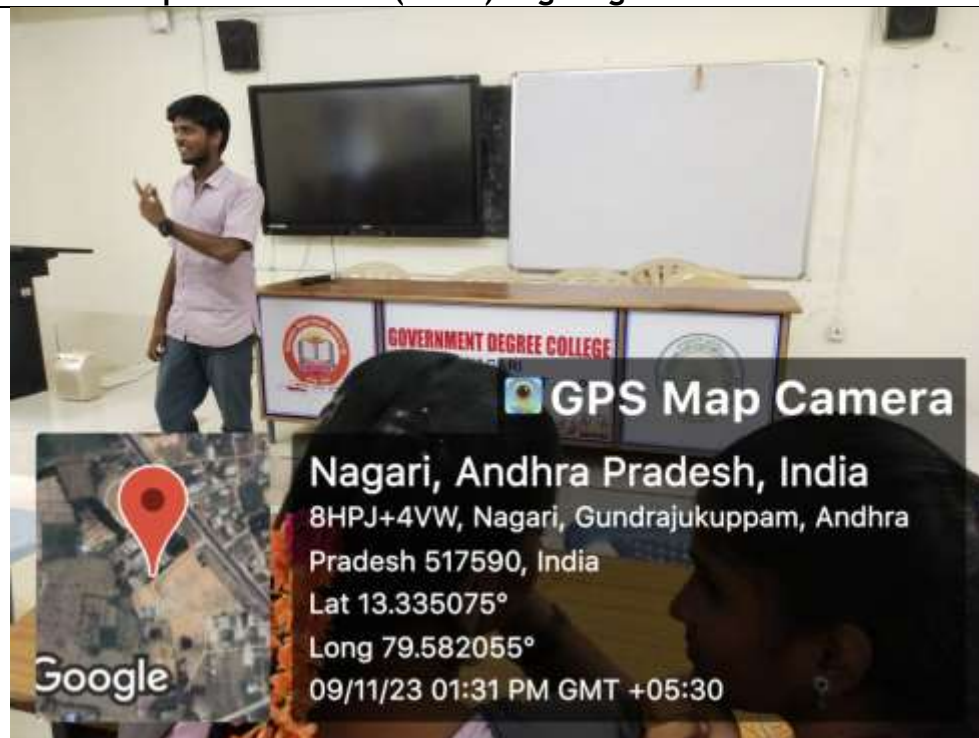 GOVERNMENT DEGREE COLLEGE
GPS Map Camera
Nagari, Andhra Pradesh, India
8HPJ+4VW, Nagari, Gundrajukuppam, Andhra
Pradesh 517590, India
Lat 13.335075°
Long 79.582055°
09/11/23 01:31 PM GMT +05:30
Google